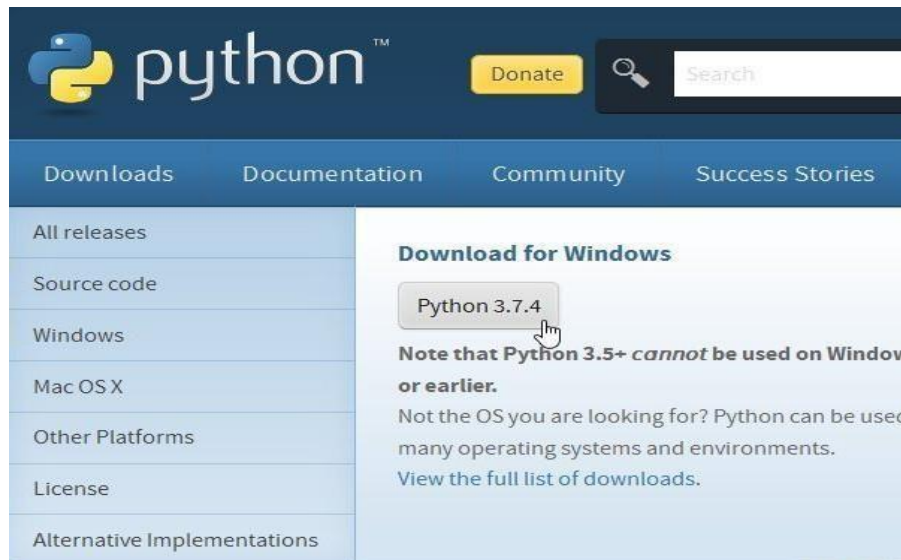 python™
Donate
Search
Downloads Documentation Community Success Stories
All releases
Source code
Windows
Mac OS X
Other Platforms
License
Alternative Implementations
Download for Windows
Python 3.7.4
Note that Python 3.5+ cannot be used on Window
or earlier.
Not the OS you are looking for? Python can be used
many operating systems and environments.
View the full list of downloads.